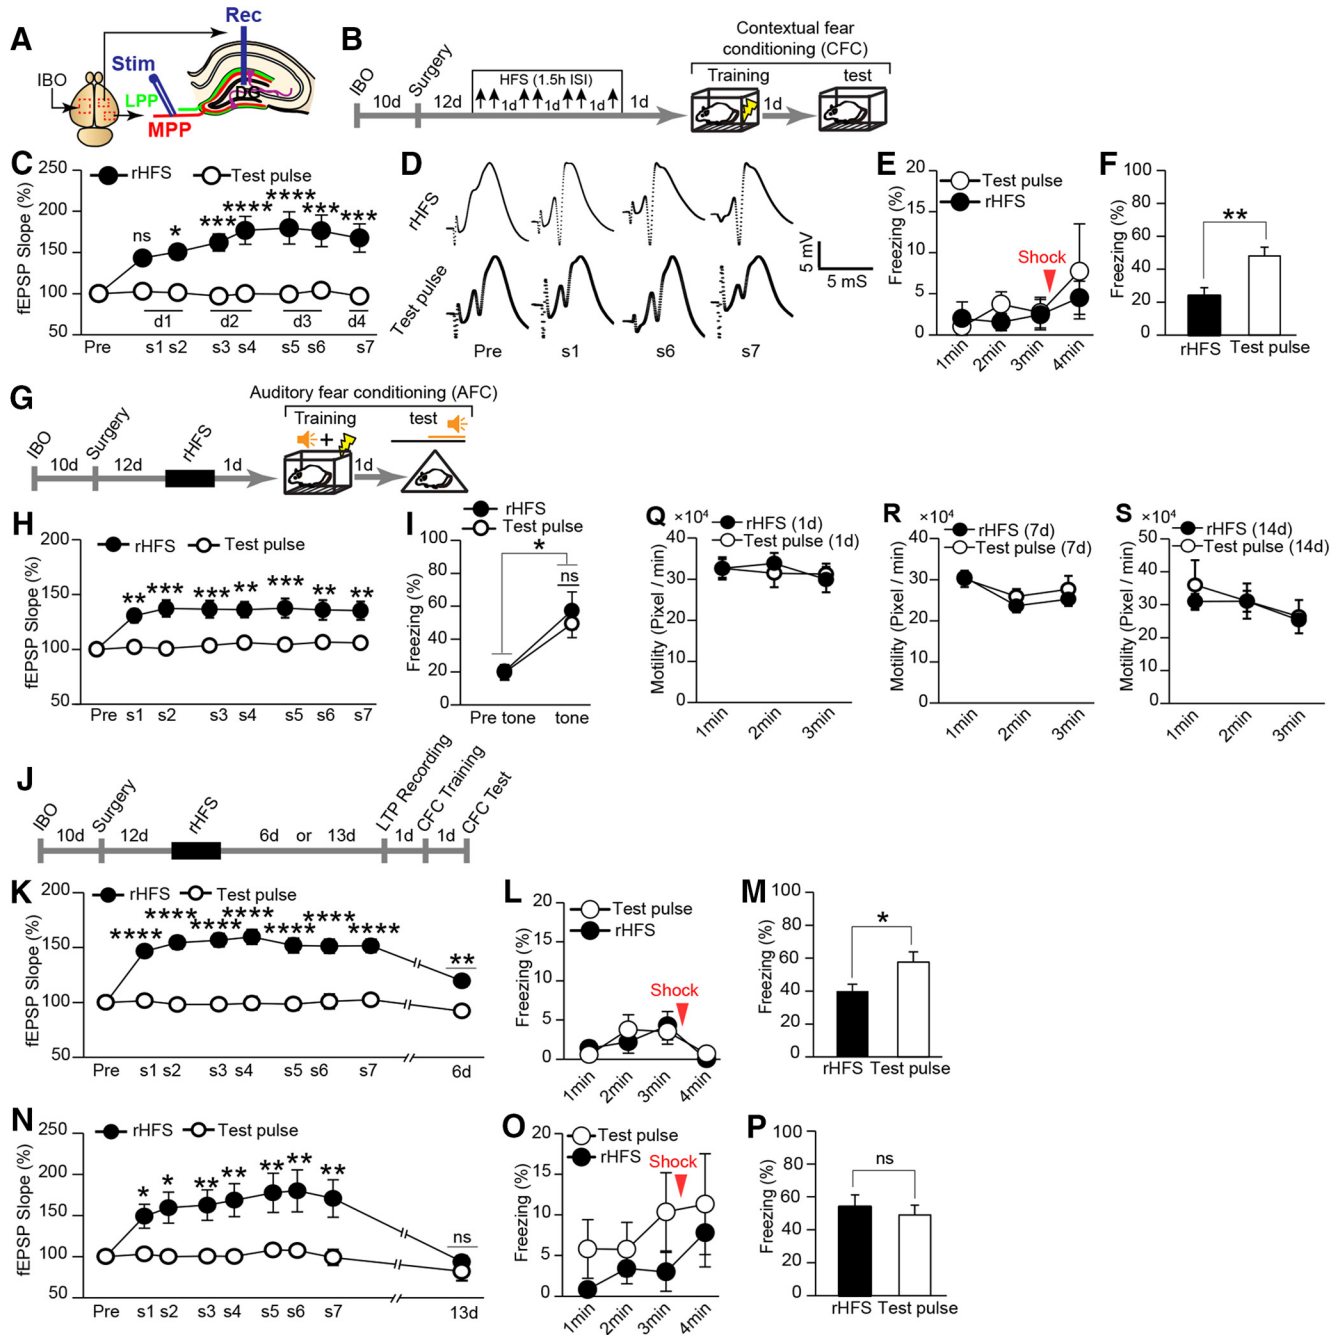 A
Rec
IBO
Stim
LPP
MPP
DG
B
IBO
Surgery
10d
12d
HFS (1.5h ISI)
1d
1d
1d
1d
Contextual fear
conditioning (CFC)
Training
test
1d
C
rHFS
Test pulse
fEPSP Slope (%)
250
200
150
100
50
ns
*
***
****
****
***
***
d1
d2
d3
d4
Pre
s1
s2
s3
s4
s5
s6
s7
D
rHFS
Test pulse
Pre
s1
s6
s7
5 mV
5 mS
E
Test pulse
rHFS
Freezing (%)
20
15
10
5
0
Shock
1min
2min
3min
4min
F
Freezing (%)
100
80
60
40
20
0
**
rHFS
Test pulse
G
IBO
Surgery
rHFS
10d
12d
1d
Auditory fear conditioning (AFC)
Training
test
+
1d
H
rHFS
Test pulse
fEPSP Slope (%)
200
150
100
50
**
***
***
**
***
**
**
Pre
s1
s2
s3
s4
s5
s6
s7
I
rHFS
Test pulse
Freezing (%)
100
80
60
40
20
0
*
ns
Pre tone
tone
Q
×10⁴
rHFS (1d)
Test pulse (1d)
Motility (Pixel / min)
40
30
20
10
0
1min
2min
3min
R
×10⁴
rHFS (7d)
Test pulse (7d)
Motility (Pixel / min)
40
30
20
10
0
1min
2min
3min
S
×10⁴
rHFS (14d)
Test pulse (14d)
Motility (Pixel / min)
50
40
30
20
10
0
1min
2min
3min
J
IBO
Surgery
rHFS
LTP Recording
CFC Training
CFC Test
10d
12d
6d or 13d
1d
1d
K
rHFS
Test pulse
fEPSP Slope (%)
200
150
100
50
****
****
****
****
****
****
****
**
Pre
s1
s2
s3
s4
s5
s6
s7
6d
L
Test pulse
rHFS
Freezing (%)
20
15
10
5
0
Shock
1min
2min
3min
4min
M
Freezing (%)
100
80
60
40
20
0
*
rHFS
Test pulse
N
rHFS
Test pulse
fEPSP Slope (%)
250
200
150
100
50
*
*
**
**
**
**
**
ns
Pre
s1
s2
s3
s4
s5
s6
s7
13d
O
Test pulse
rHFS
Freezing (%)
20
15
10
5
0
Shock
1min
2min
3min
4min
P
Freezing (%)
100
80
60
40
20
0
ns
rHFS
Test pulse